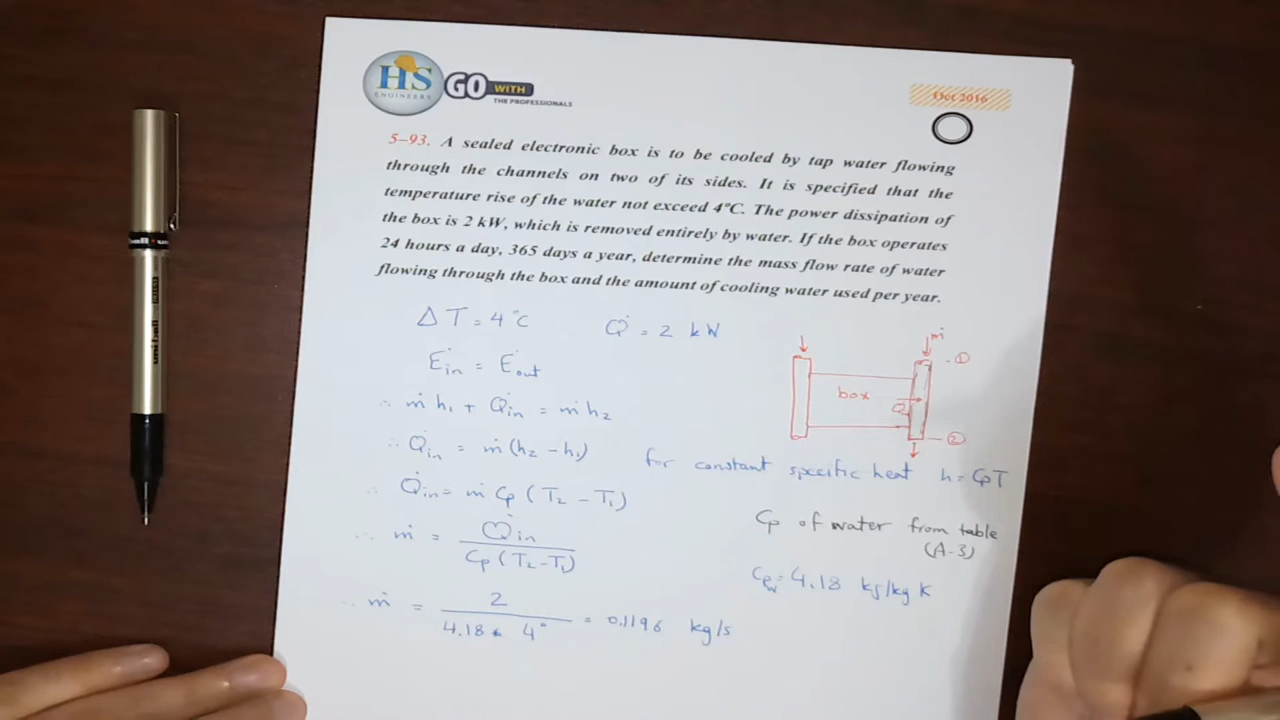 HS
ENGINEERS
GO WITH
THE PROFESSIONALS
Oct 2016
5–93. A sealed electronic box is to be cooled by tap water flowing
through the channels on two of its sides. It is specified that the
temperature rise of the water not exceed 4°C. The power dissipation of
the box is 2 kW, which is removed entirely by water. If the box operates
24 hours a day, 365 days a year, determine the mass flow rate of water
flowing through the box and the amount of cooling water used per year.
ΔT = 4°C Q̇ = 2 kW
Ėin = Ėout
∴ ṁ h₁ + Q̇in = ṁ h₂
∴ Q̇in = ṁ (h₂ − h₁) for constant specific heat h = CpT
∴ Q̇in = ṁ Cp (T₂ − T₁)
∴ ṁ = Q̇in / Cp (T₂ − T₁)
∴ ṁ = 2 / 4.18 * 4° = 0.1196 kg/s
ṁ
①
box
Q
②
Cp of water from table
(A-3)
Cpw = 4.18 kJ/kg K
uni-ball